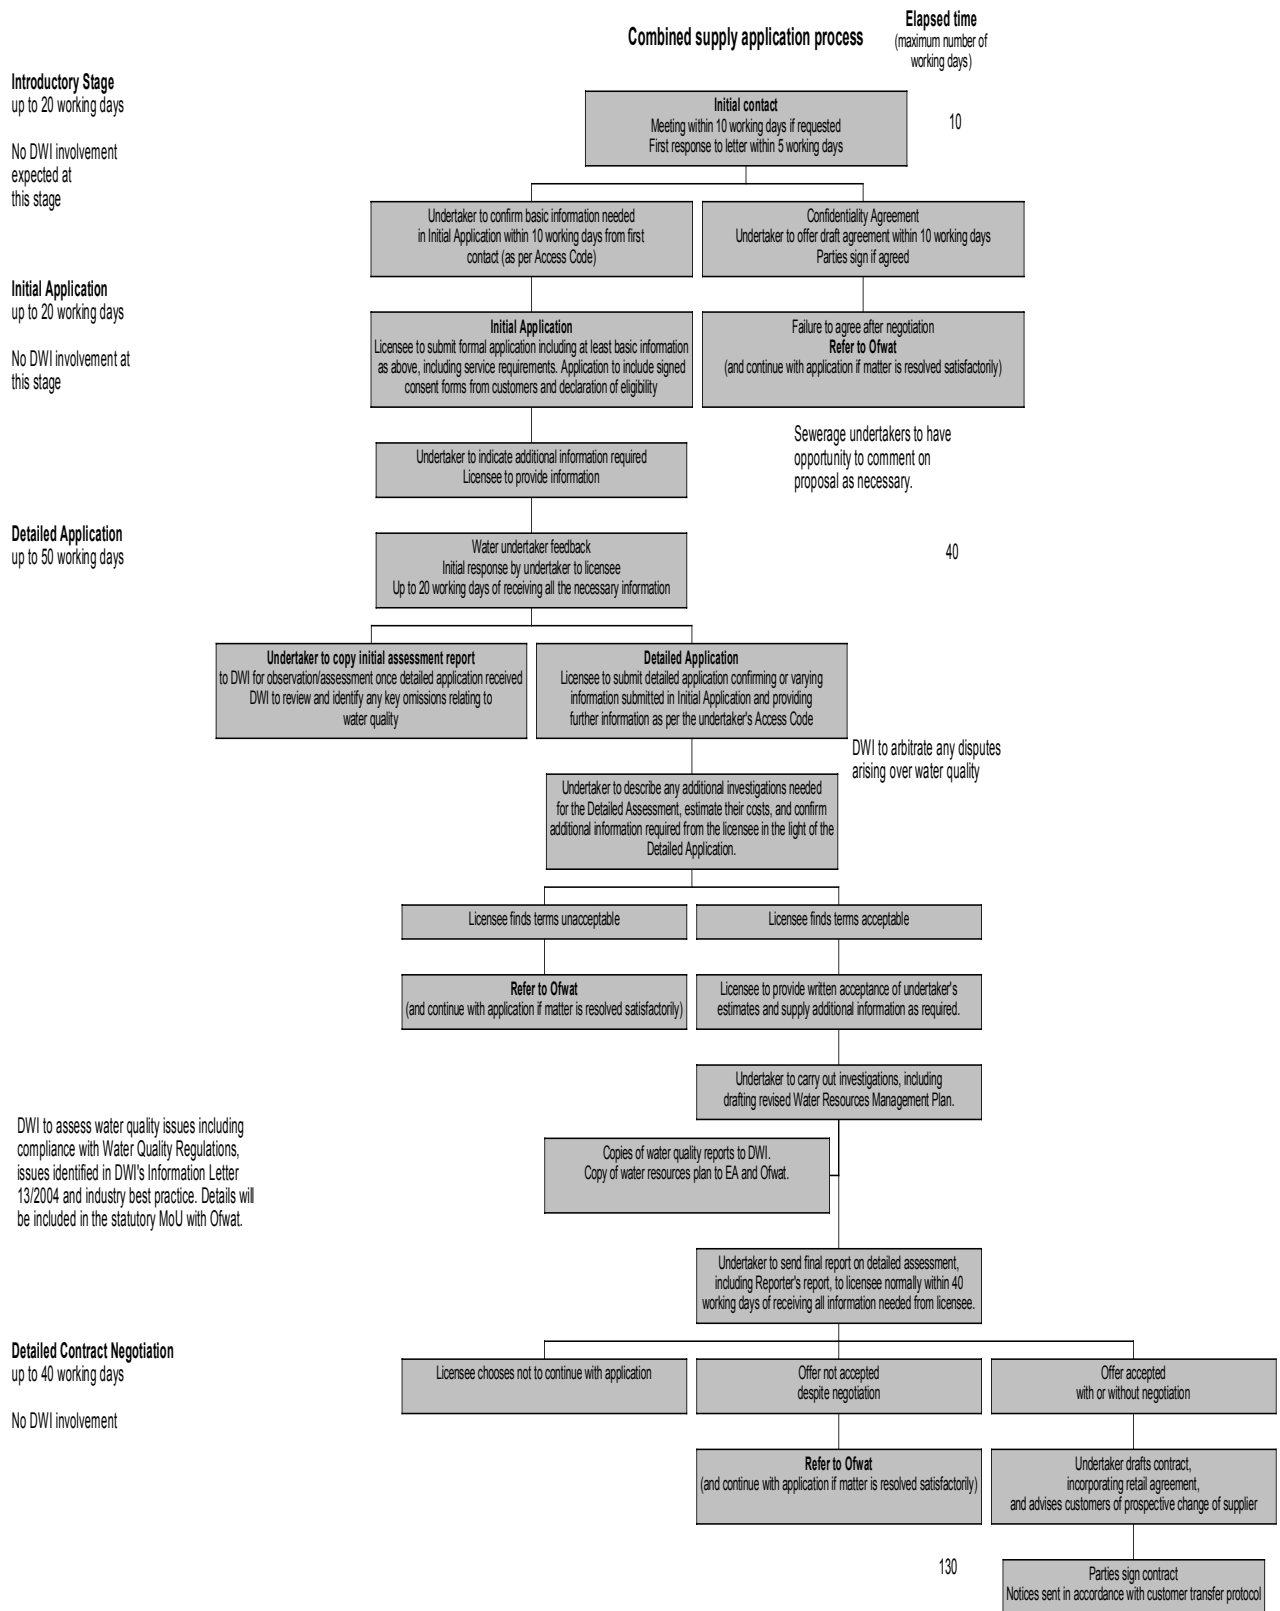 Combined supply application process
Elapsed time
(maximum number of
working days)
Introductory Stage
up to 20 working days
No DWI involvement
expected at
this stage
Initial contact
Meeting within 10 working days if requested
First response to letter within 5 working days
10
Undertaker to confirm basic information needed
in Initial Application within 10 working days from first
contact (as per Access Code)
Confidentiality Agreement
Undertaker to offer draft agreement within 10 working days
Parties sign if agreed
Initial Application
up to 20 working days
No DWI involvement at
this stage
Initial Application
Licensee to submit formal application including at least basic information
as above, including service requirements. Application to include signed
consent forms from customers and declaration of eligibility
Failure to agree after negotiation
Refer to Ofwat
(and continue with application if matter is resolved satisfactorily)
Sewerage undertakers to have
opportunity to comment on
proposal as necessary.
Undertaker to indicate additional information required
Licensee to provide information
Detailed Application
up to 50 working days
Water undertaker feedback
Initial response by undertaker to licensee
Up to 20 working days of receiving all the necessary information
40
Undertaker to copy initial assessment report
to DWI for observation/assessment once detailed application received
DWI to review and identify any key omissions relating to
water quality
Detailed Application
Licensee to submit detailed application confirming or varying
information submitted in Initial Application and providing
further information as per the undertaker's Access Code
DWI to arbitrate any disputes
arising over water quality
Undertaker to describe any additional investigations needed
for the Detailed Assessment, estimate their costs, and confirm
additional information required from the licensee in the light of the
Detailed Application.
Licensee finds terms unacceptable
Licensee finds terms acceptable
Refer to Ofwat
(and continue with application if matter is resolved satisfactorily)
Licensee to provide written acceptance of undertaker's
estimates and supply additional information as required.
Undertaker to carry out investigations, including
drafting revised Water Resources Management Plan.
DWI to assess water quality issues including
compliance with Water Quality Regulations,
issues identified in DWI's Information Letter
13/2004 and industry best practice. Details will
be included in the statutory MoU with Ofwat.
Copies of water quality reports to DWI.
Copy of water resources plan to EA and Ofwat.
Undertaker to send final report on detailed assessment,
including Reporter's report, to licensee normally within 40
working days of receiving all information needed from licensee.
Detailed Contract Negotiation
up to 40 working days
No DWI involvement
Licensee chooses not to continue with application
Offer not accepted
despite negotiation
Offer accepted
with or without negotiation
Refer to Ofwat
(and continue with application if matter is resolved satisfactorily)
Undertaker drafts contract,
incorporating retail agreement,
and advises customers of prospective change of supplier
130
Parties sign contract
Notices sent in accordance with customer transfer protocol